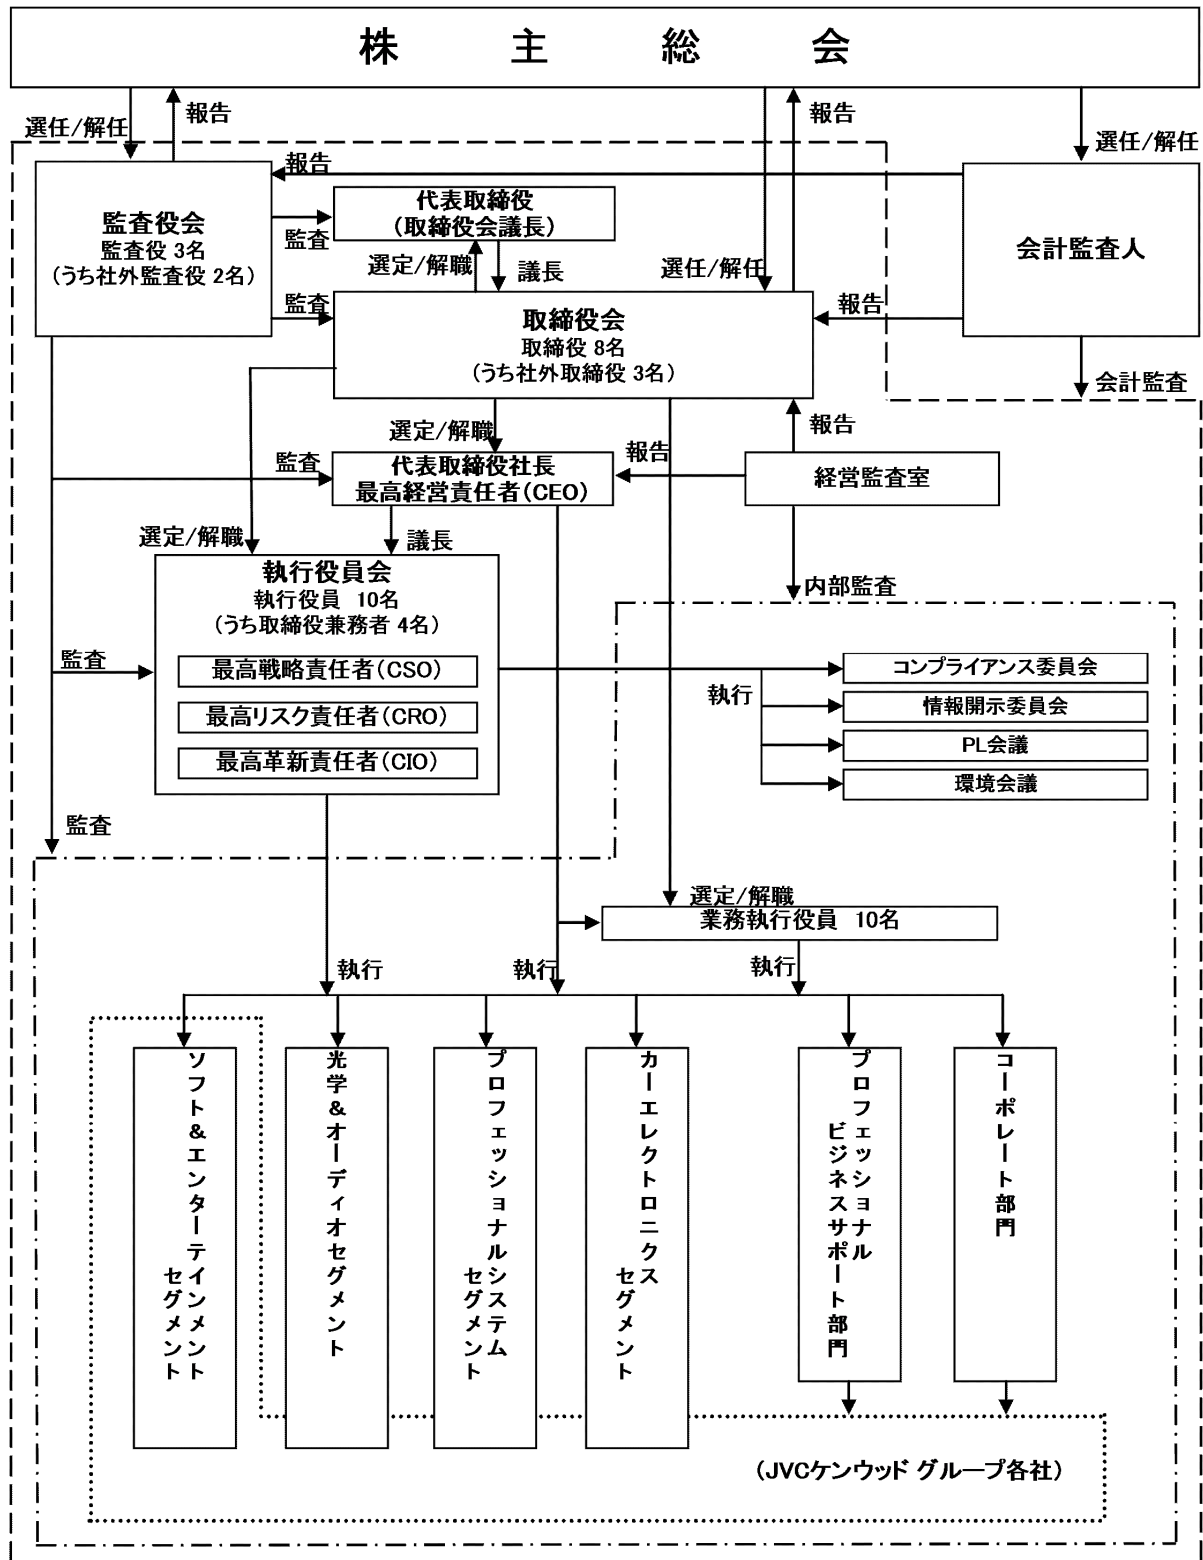 株主総会
報告
報告
選任/解任
選任/解任
報告
代表取締役
(取締役会議長)
監査役会
監査役 3名
(うち社外監査役 2名)
監査
会計監査人
選定/解職
議長
選任/解任
監査
報告
取締役会
取締役 8名
(うち社外取締役 3名)
会計監査
選定/解職
報告
監査
代表取締役社長
最高経営責任者(CEO)
報告
経営監査室
選定/解職
議長
執行役員会
執行役員 10名
(うち取締役兼務者 4名)
内部監査
監査
最高戦略責任者(CSO)
コンプライアンス委員会
執行
最高リスク責任者(CRO)
情報開示委員会
PL会議
最高革新責任者(CIO)
環境会議
監査
選定/解職
業務執行役員 10名
執行
執行
執行
ソフト&エンターテインメント
セグメント
光学&オーディオセグメント
プロフェッショナルシステム
セグメント
カーエレクトロニクス
セグメント
プロフェッショナル
ビジネスサポート部門
コーポレート部門
(JVCケンウッド グループ各社)